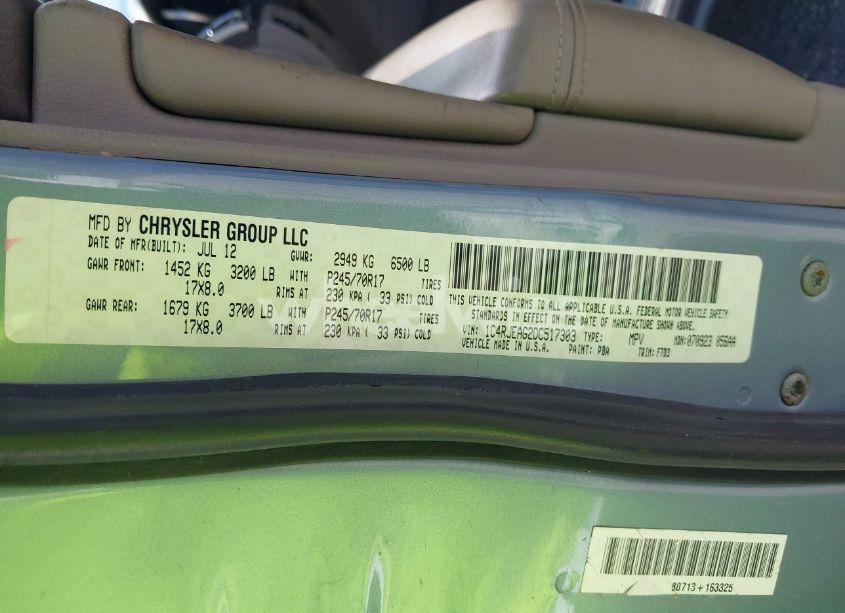 MFD BY CHRYSLER GROUP LLC
DATE OF MFR(BUILT): JUL 12 GVWR: 2949 KG 6500 LB
GAWR FRONT: 1452 KG 3200 LB WITH P245/70R17 TIRES
17X8.0 RIMS AT 230 KPA ( 33 PSI) COLD
GAWR REAR: 1679 KG 3700 LB WITH P245/70R17 TIRES
17X8.0 RIMS AT 230 KPA ( 33 PSI) COLD
THIS VEHICLE CONFORMS TO ALL APPLICABLE U.S.A. FEDERAL MOTOR VEHICLE SAFETY
STANDARDS IN EFFECT ON THE DATE OF MANUFACTURE SHOWN ABOVE.
VIN: 1C4RJEAG2DC517303 TYPE: MPV MDH:070923 056AA
VEHICLE MADE IN U.S.A. PAINT: PBA TRIM: F7D3
80713+163325